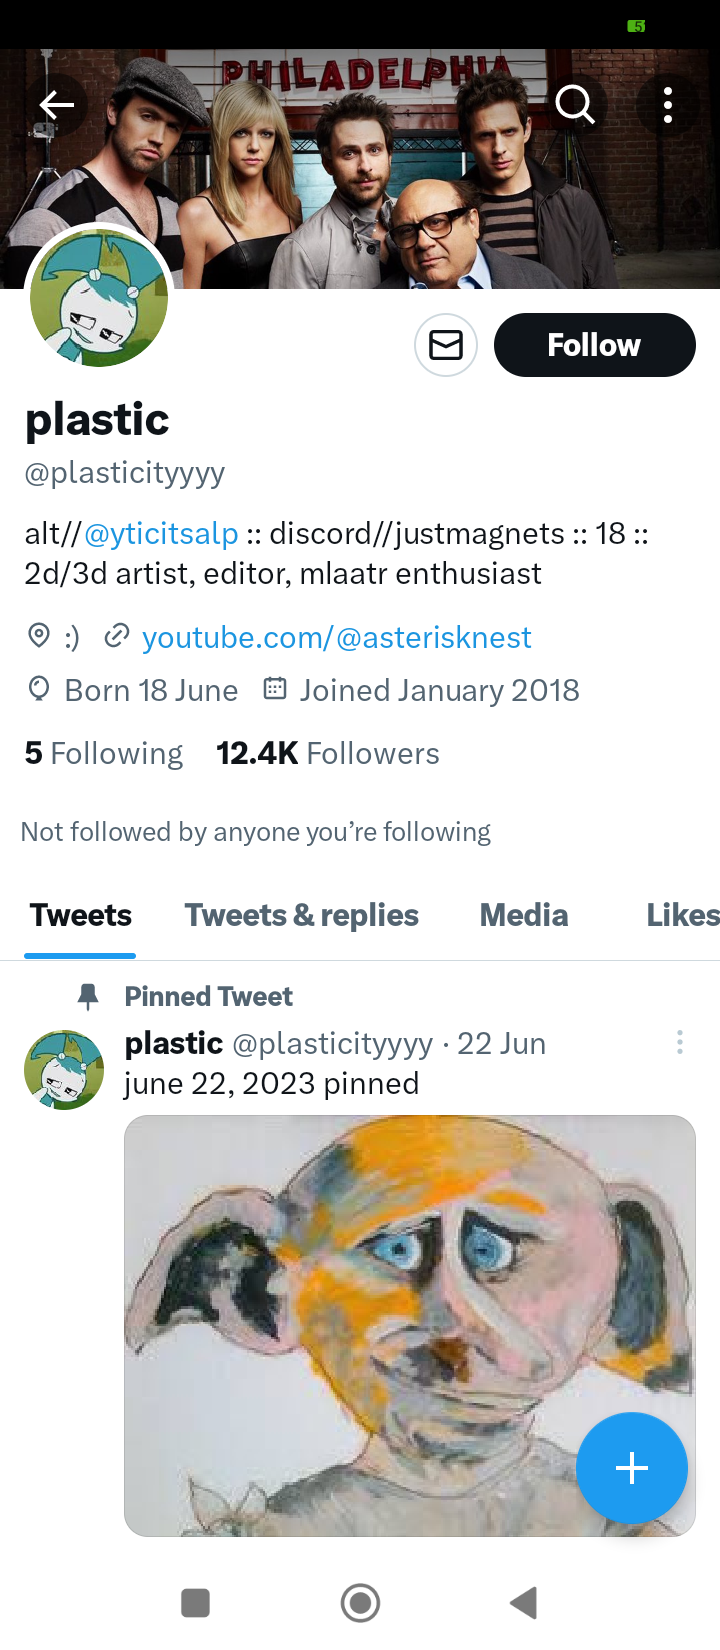 5
PHILADELPHIA
Follow
plastic
@plasticityyyy
alt//@yticitsalp :: discord//justmagnets :: 18 ::
2d/3d artist, editor, mlaatr enthusiast
:) youtube.com/@asterisknest
Born 18 June Joined January 2018
5 Following 12.4K Followers
Not followed by anyone you’re following
Tweets Tweets & replies Media Likes
Pinned Tweet
plastic @plasticityyyy · 22 Jun
june 22, 2023 pinned